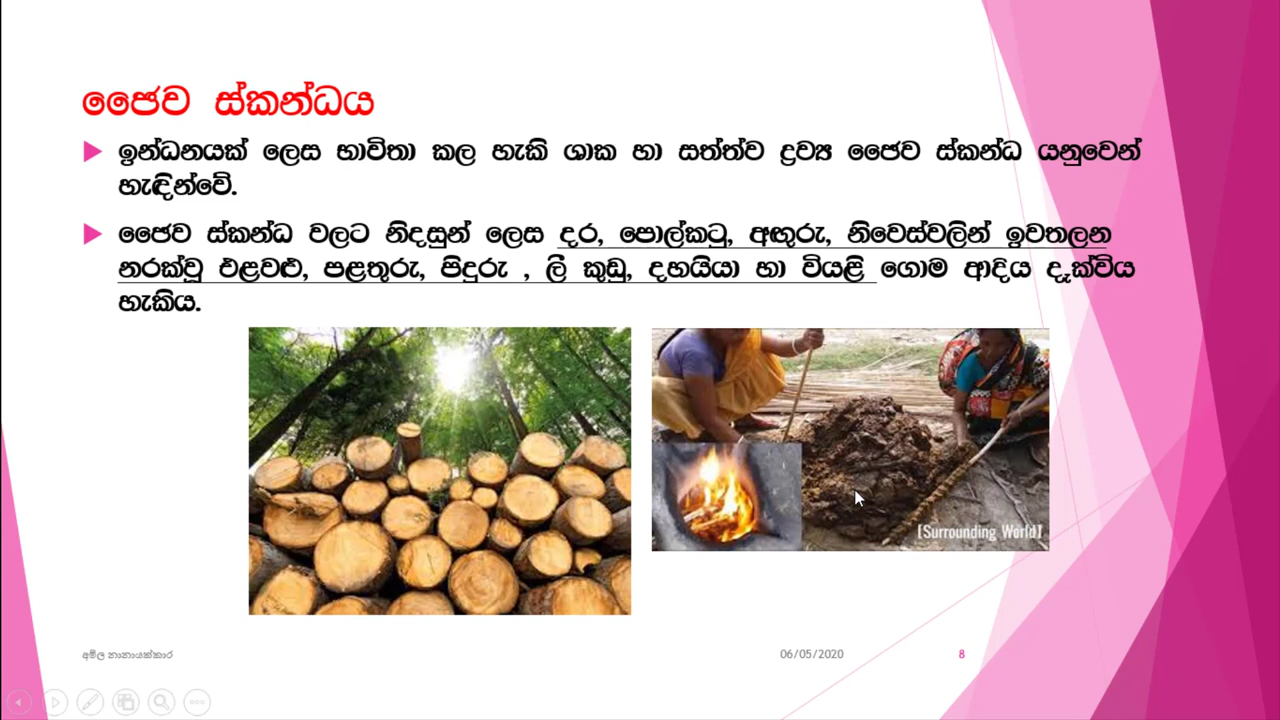 ජෛව ස්කන්ධය
ඉන්ධනයක් ලෙස භාවිතා කල හැකි ශාක හා සත්ත්ව ද්‍රව්‍ය ජෛව ස්කන්ධ යනුවෙන්
හැඳින්වේ.
ජෛව ස්කන්ධ වලට නිදසුන් ලෙස දර, පොල්කටු, අඟුරු, නිවෙස්වලින් ඉවතලන
නරක්වූ එළවළු, පළතුරු, පිදුරු , ලී කුඩු, දහයියා හා වියළි ගොම ආදිය දැක්විය
හැකිය.
[Surrounding World]
අමිල නානායක්කාර
06/05/2020
8